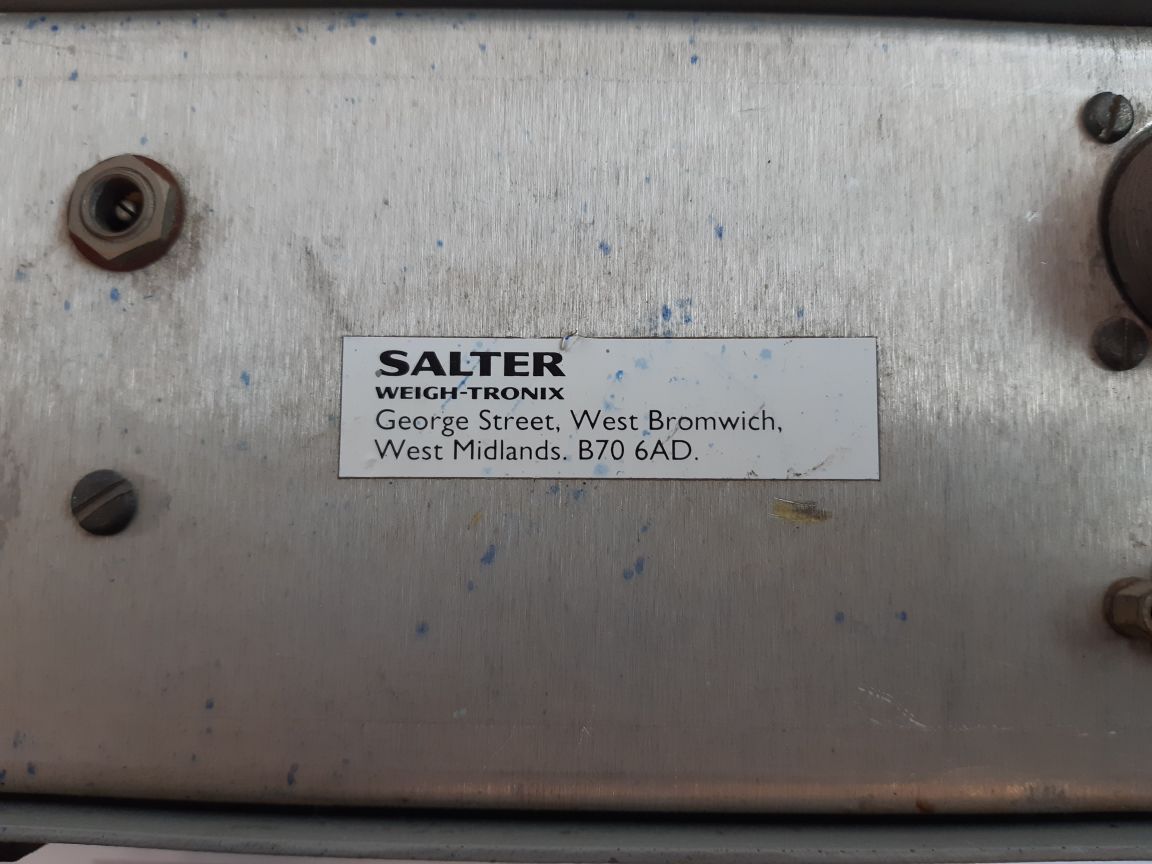 SALTER
WEIGH-TRONIX
George Street, West Bromwich,
West Midlands. B70 6AD.